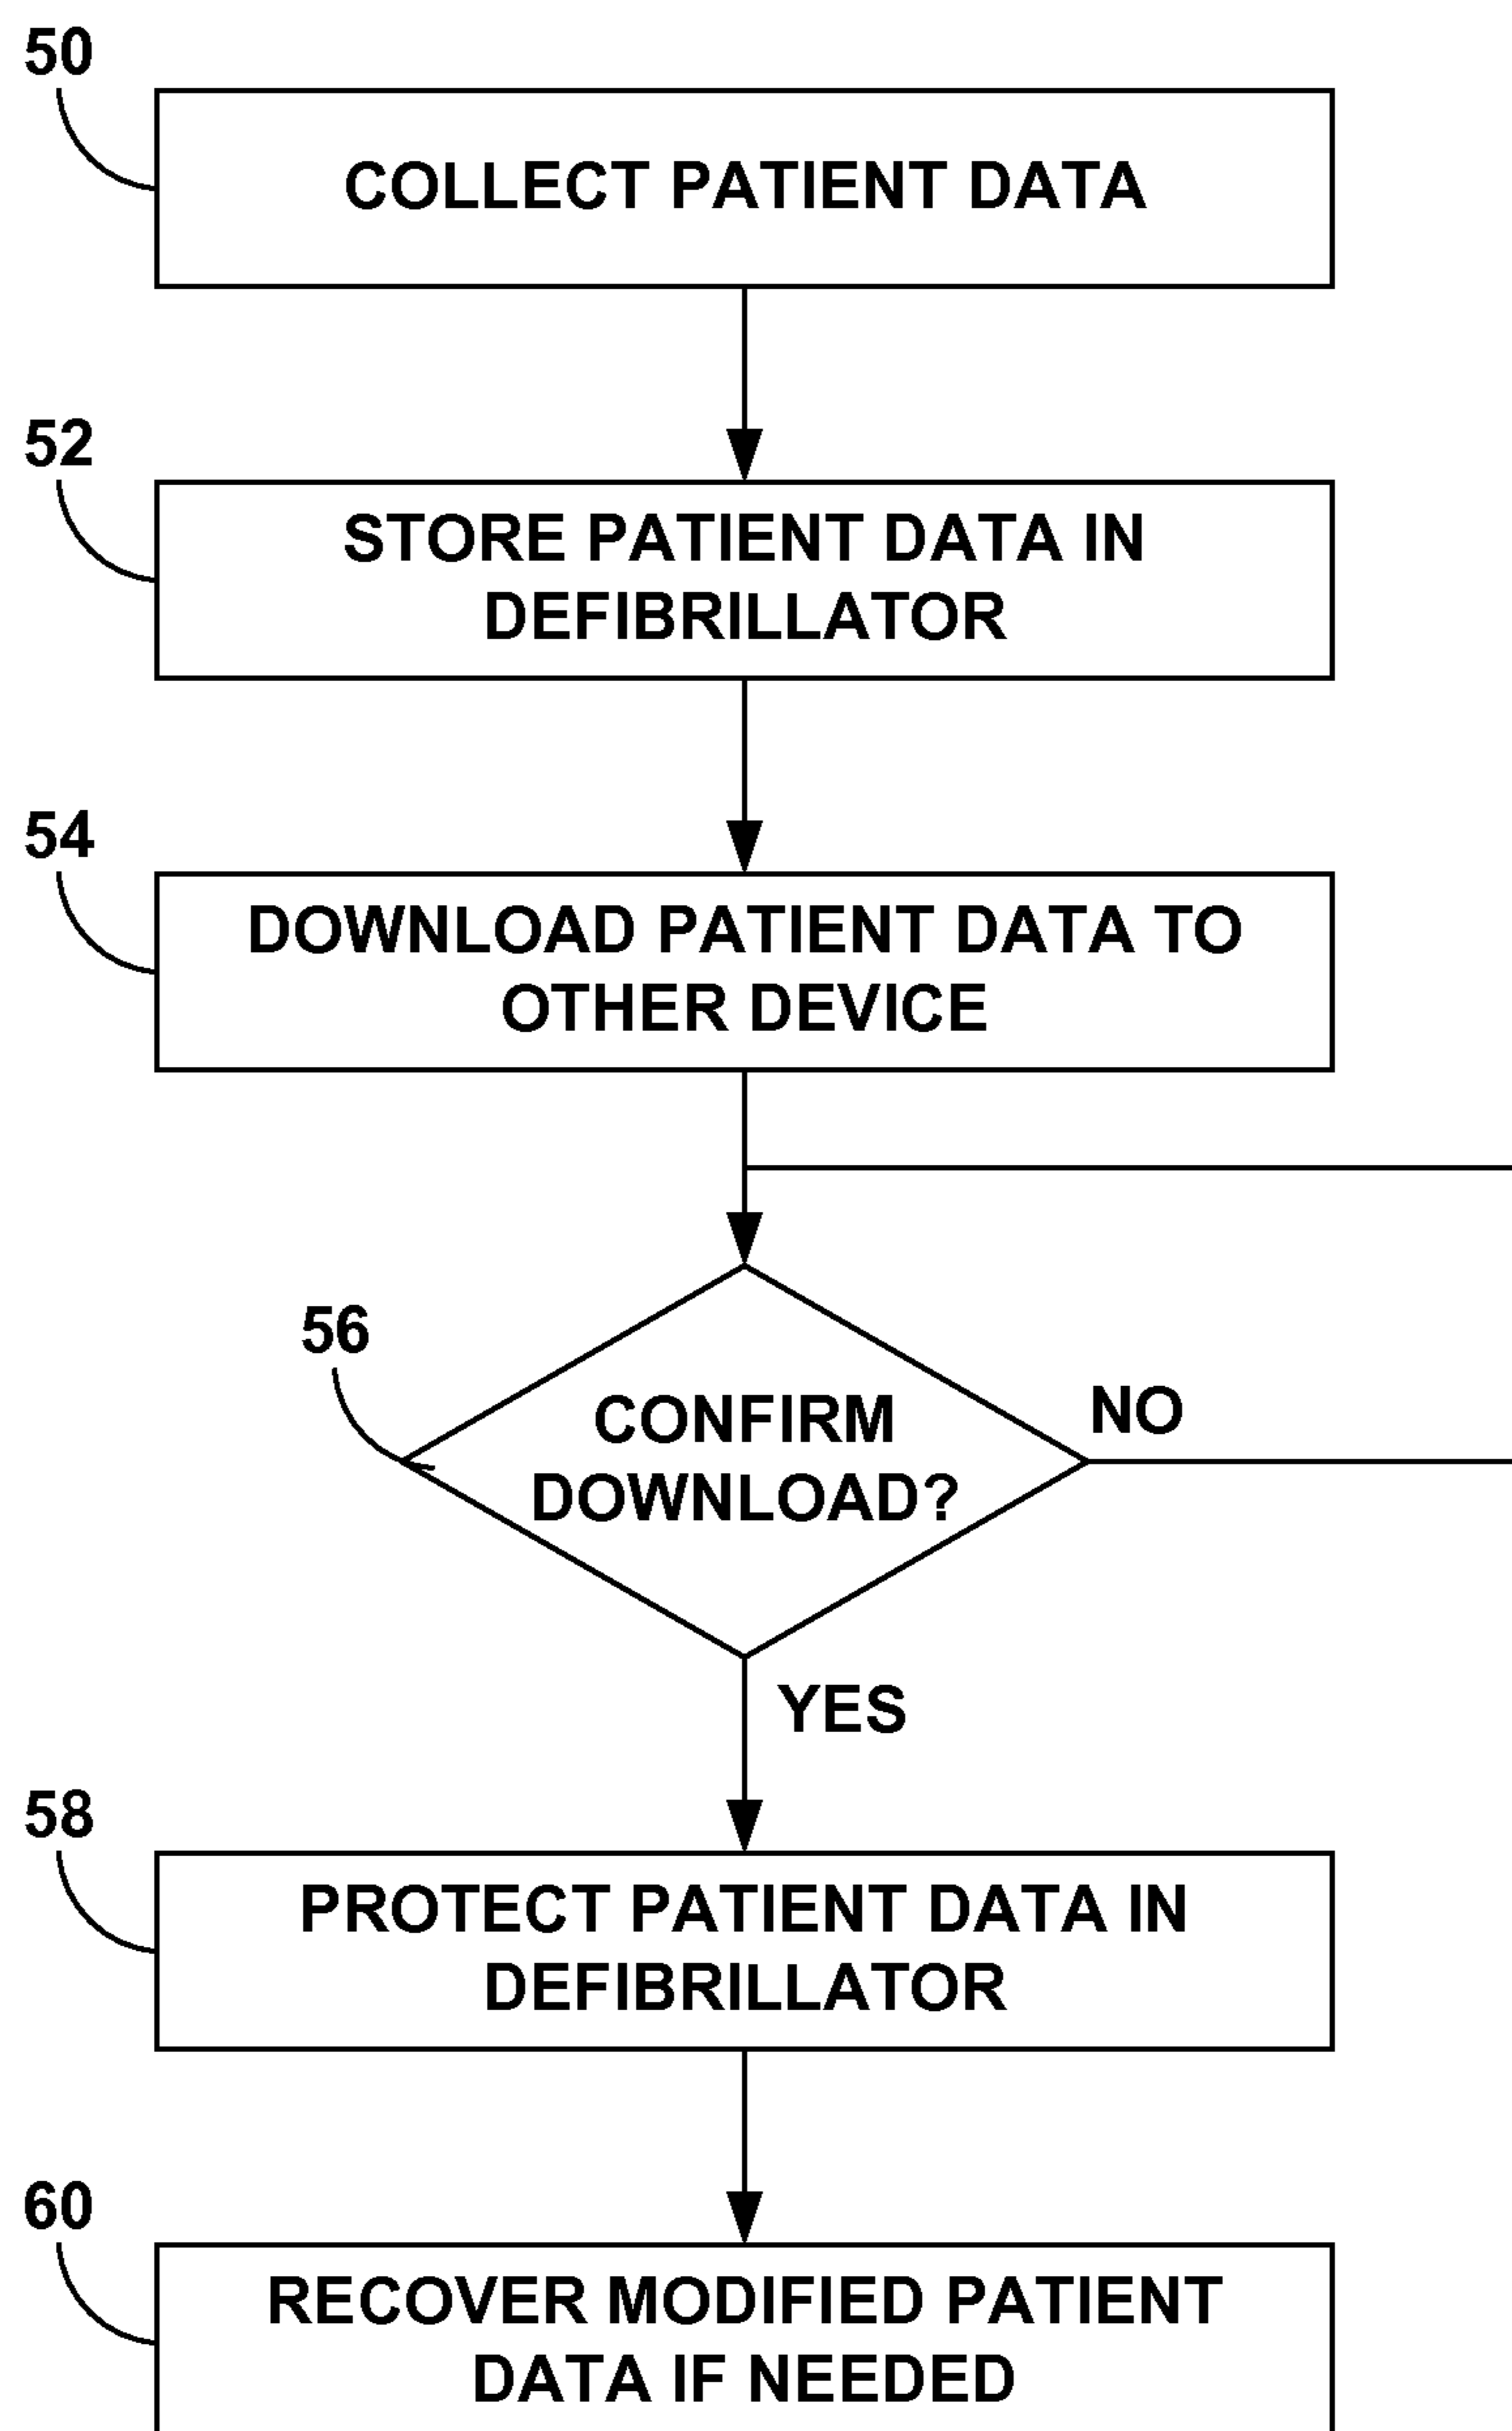 50
COLLECT PATIENT DATA
52
STORE PATIENT DATA IN
DEFIBRILLATOR
54
DOWNLOAD PATIENT DATA TO
OTHER DEVICE
56
CONFIRM
DOWNLOAD?
NO
YES
58
PROTECT PATIENT DATA IN
DEFIBRILLATOR
60
RECOVER MODIFIED PATIENT
DATA IF NEEDED